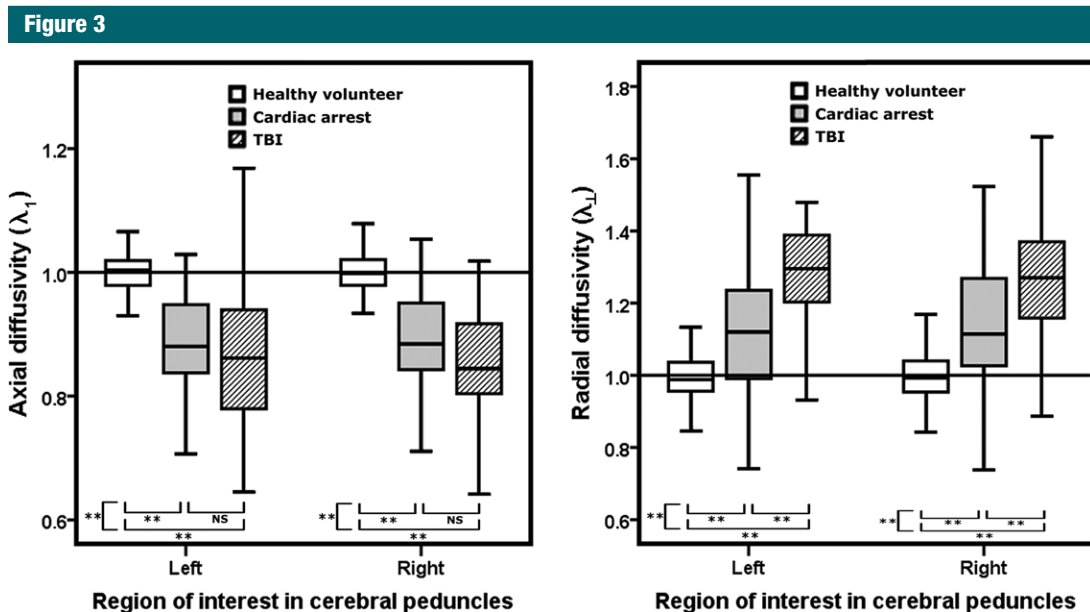 Figure 3
Axial diffusivity (λ1)
Healthy volunteer
Cardiac arrest
TBI
1.2
1.0
0.8
0.6
** ** NS
**
** ** NS
**
Left Right
Region of interest in cerebral peduncles
Radial diffusivity (λ⊥)
Healthy volunteer
Cardiac arrest
TBI
1.8
1.6
1.4
1.2
1.0
0.8
0.6
** ** **
**
** ** **
**
Left Right
Region of interest in cerebral peduncles